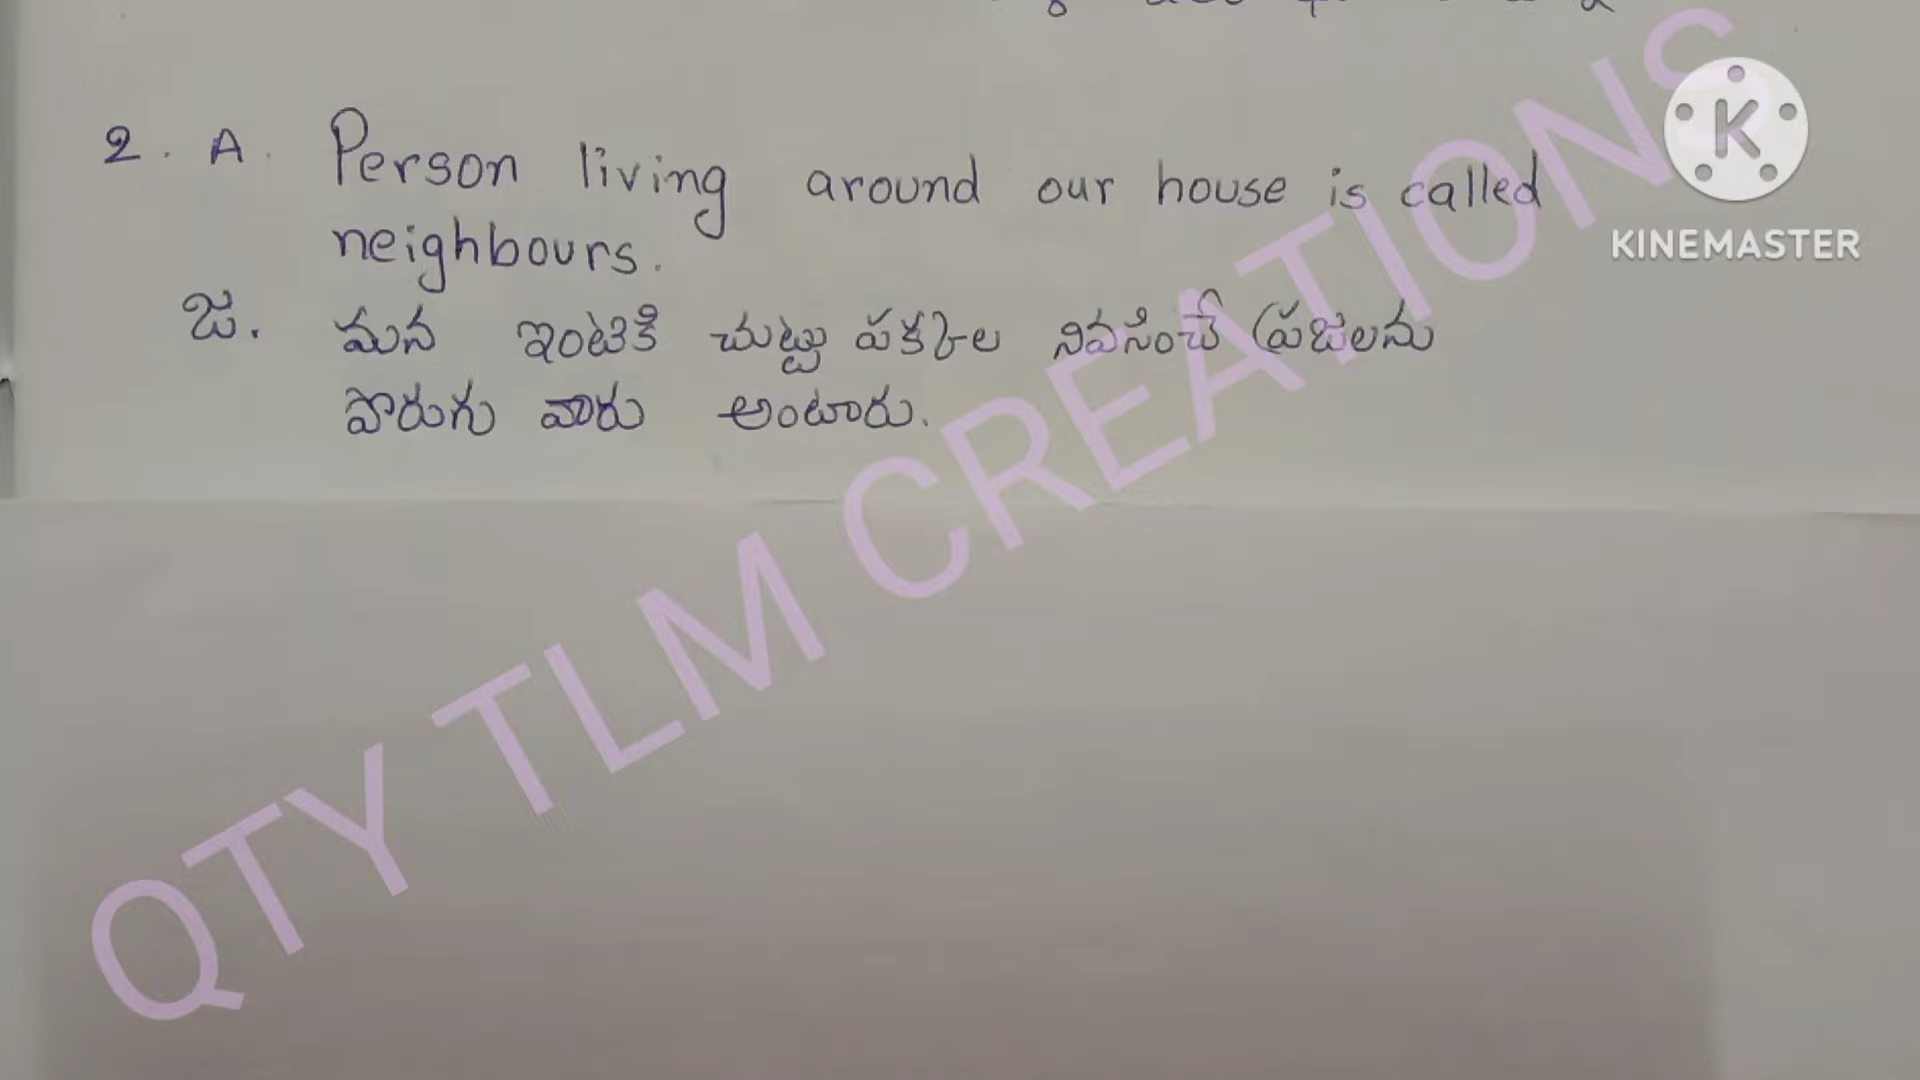 2. A. Person living around our house is called
neighbours.
జ. మన ఇంటికి చుట్టు పక్కల నివసించే ప్రజలను
పొరుగు వారు అంటారు.
K
KINEMASTER
QTY TLM CREATIONS